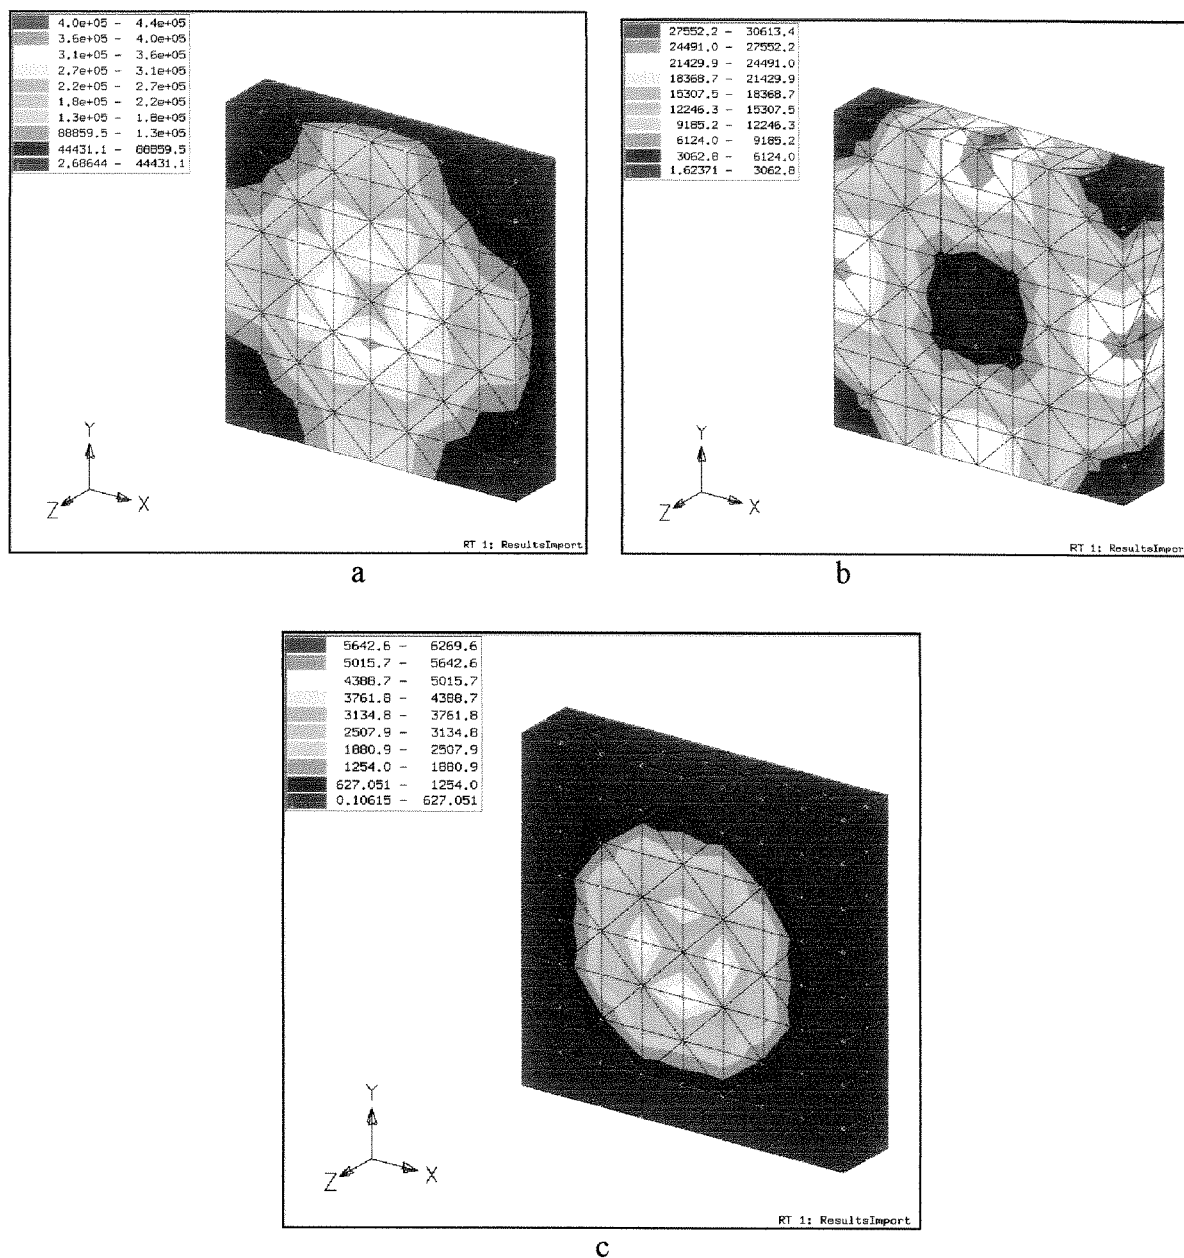 4.0e+05 - 4.4e+05
3.6e+05 - 4.0e+05
3.1e+05 - 3.6e+05
2.7e+05 - 3.1e+05
2.2e+05 - 2.7e+05
1.8e+05 - 2.2e+05
1.3e+05 - 1.8e+05
88859.5 - 1.3e+05
44431.1 - 88859.5
2.68644 - 44431.1
Y
Z X
RT 1: ResultsImport
a
27552.2 - 30613.4
24491.0 - 27552.2
21429.9 - 24491.0
18368.7 - 21429.9
15307.5 - 18368.7
12246.3 - 15307.5
9185.2 - 12246.3
6124.0 - 9185.2
3062.8 - 6124.0
1.62371 - 3062.8
Y
Z X
RT 1: ResultsImport
b
5642.6 - 6269.6
5015.7 - 5642.6
4388.7 - 5015.7
3761.8 - 4388.7
3134.8 - 3761.8
2507.9 - 3134.8
1880.9 - 2507.9
1254.0 - 1880.9
627.051 - 1254.0
0.10615 - 627.051
Y
Z X
RT 1: ResultsImport
c